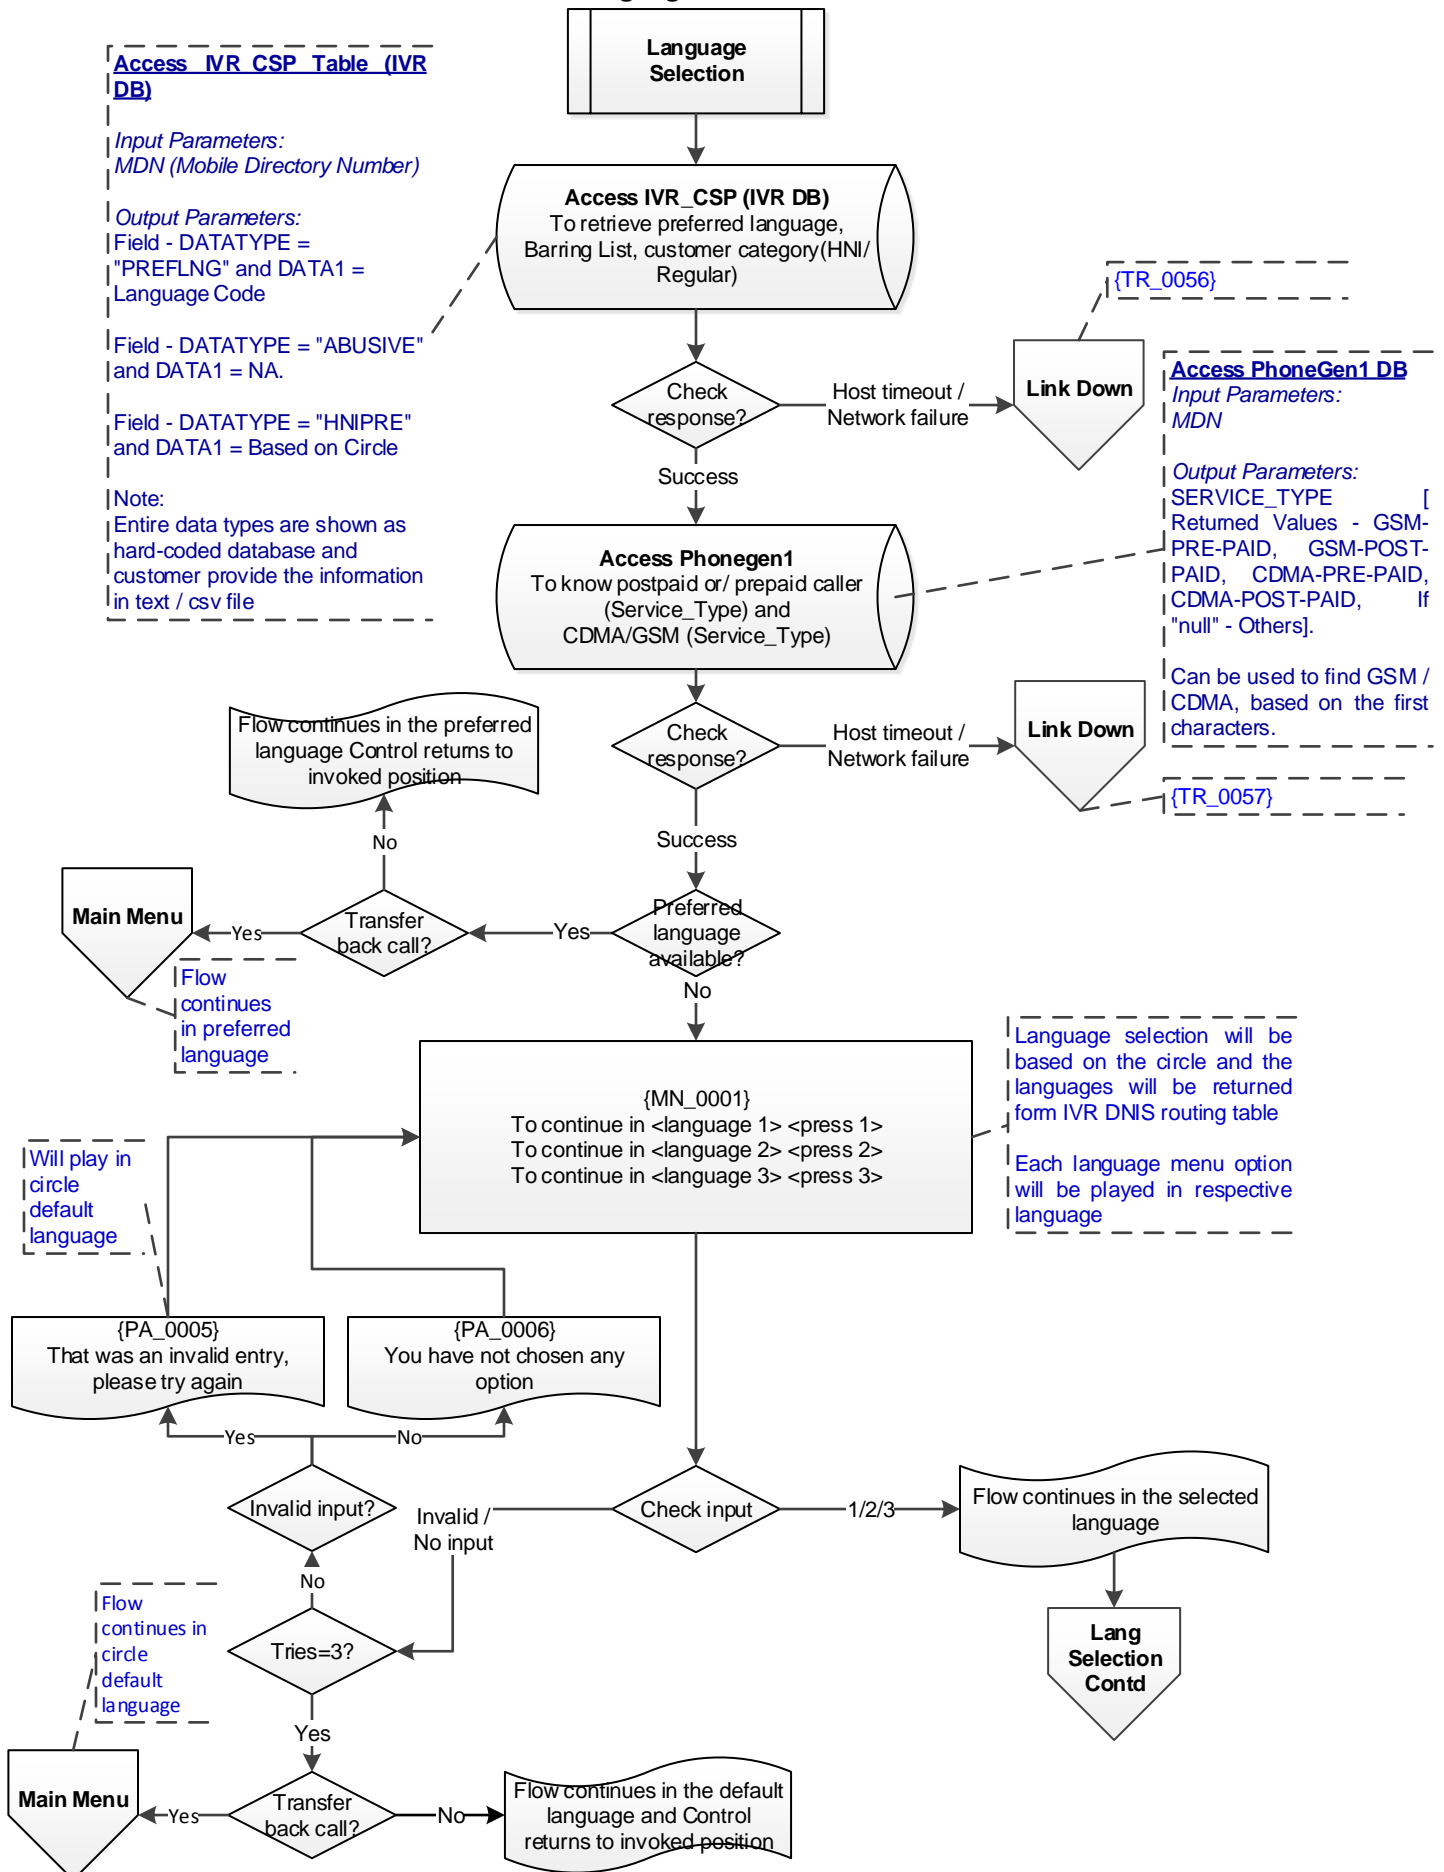 Language
Selection
Access IVR_CSP Table (IVR
DB)
Input Parameters:
MDN (Mobile Directory Number)
Output Parameters:
Field - DATATYPE =
"PREFLNG" and DATA1 =
Language Code
Field - DATATYPE = "ABUSIVE"
and DATA1 = NA.
Field - DATATYPE = "HNIPRE"
and DATA1 = Based on Circle
Note:
Entire data types are shown as
hard-coded database and
customer provide the information
in text / csv file
Access IVR_CSP (IVR DB)
To retrieve preferred language,
Barring List, customer category(HNI/
Regular)
{TR_0056}
Check
response?
Host timeout /
Network failure
Link Down
Success
Access PhoneGen1 DB
Input Parameters:
MDN
Output Parameters:
SERVICE_TYPE [
Returned Values - GSM-
PRE-PAID, GSM-POST-
PAID, CDMA-PRE-PAID,
CDMA-POST-PAID, If
"null" - Others].
Can be used to find GSM /
CDMA, based on the first
characters.
Access Phonegen1
To know postpaid or/ prepaid caller
(Service_Type) and
CDMA/GSM (Service_Type)
Flow continues in the preferred
language Control returns to
invoked position
Check
response?
Host timeout /
Network failure
Link Down
{TR_0057}
No
Success
Main Menu
Yes
Transfer
back call?
Yes
Preferred
language
available?
Flow
continues
in preferred
language
No
{MN_0001}
To continue in <language 1> <press 1>
To continue in <language 2> <press 2>
To continue in <language 3> <press 3>
Language selection will be
based on the circle and the
languages will be returned
form IVR DNIS routing table
Each language menu option
will be played in respective
language
Will play in
circle
default
language
{PA_0005}
That was an invalid entry,
please try again
{PA_0006}
You have not chosen any
option
Yes
No
Invalid input?
Invalid /
No input
Check input
1/2/3
Flow continues in the selected
language
No
Flow
continues in
circle
default
language
Tries=3?
Lang
Selection
Contd
Yes
Main Menu
Yes
Transfer
back call?
No
Flow continues in the default
language and Control
returns to invoked position